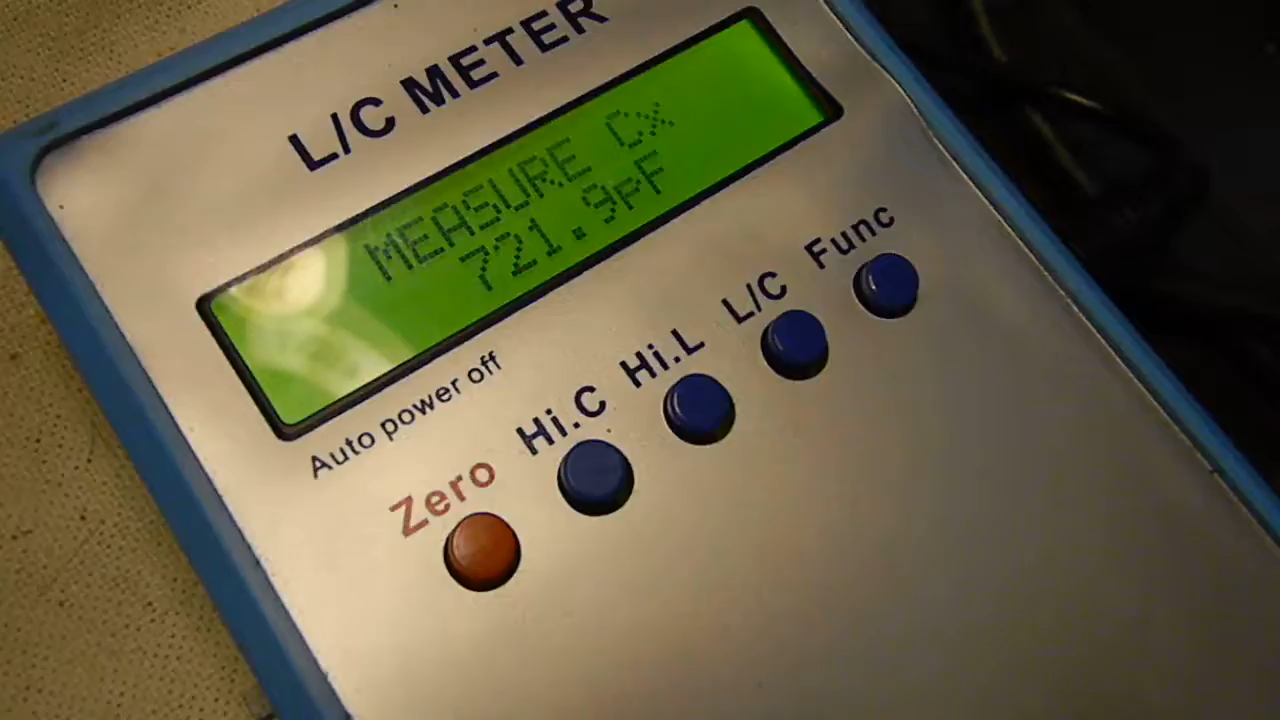 L/C METER
MEASURE Cx
721.9pF
Auto power off
Zero
Hi.C
Hi.L
L/C
Func